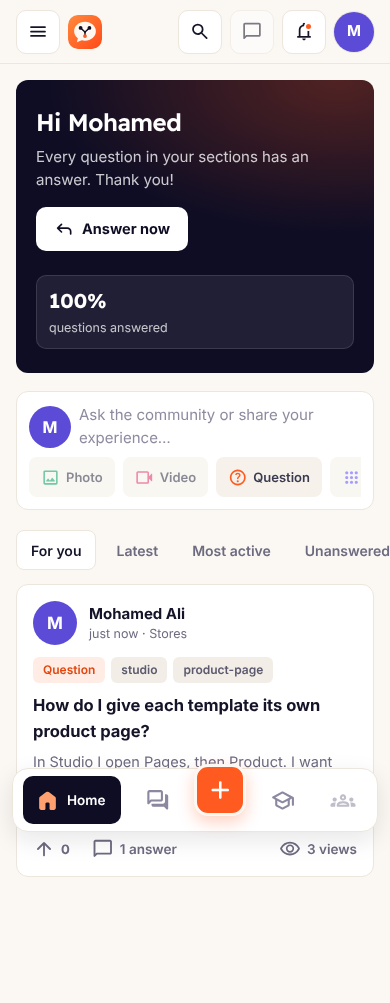 M
Hi Mohamed
Every question in your sections has an
answer. Thank you!
Answer now
100%
questions answered
M
Ask the community or share your
experience...
Photo
Video
Question
For you
Latest
Most active
Unanswered
M
Mohamed Ali
just now · Stores
Question
studio
product-page
How do I give each template its own
product page?
In Studio I open Pages, then Product. I want
Home
0
1 answer
3 views